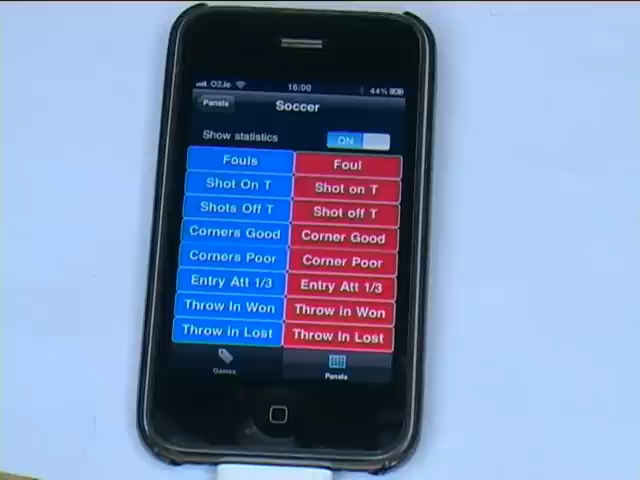 O2.ie 16:00 44%
Panels Soccer
Show statistics ON
Fouls Foul
Shot On T Shot on T
Shots Off T Shot off T
Corners Good Corner Good
Corners Poor Corner Poor
Entry Att 1/3 Entry Att 1/3
Throw in Won Throw in Won
Throw in Lost Throw in Lost
Games Panels